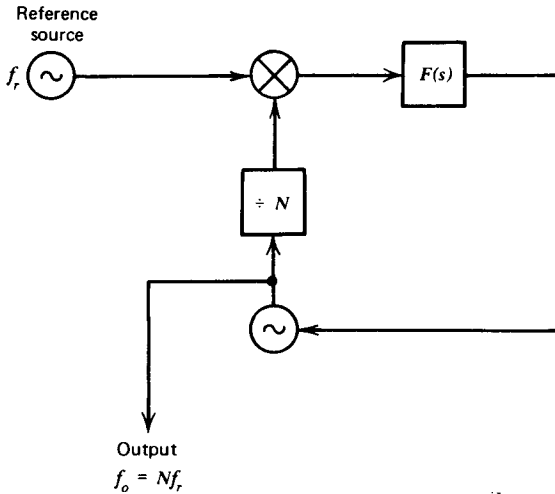 Reference
source
f_r
F(s)
÷ N
Output
f_o = Nf_r